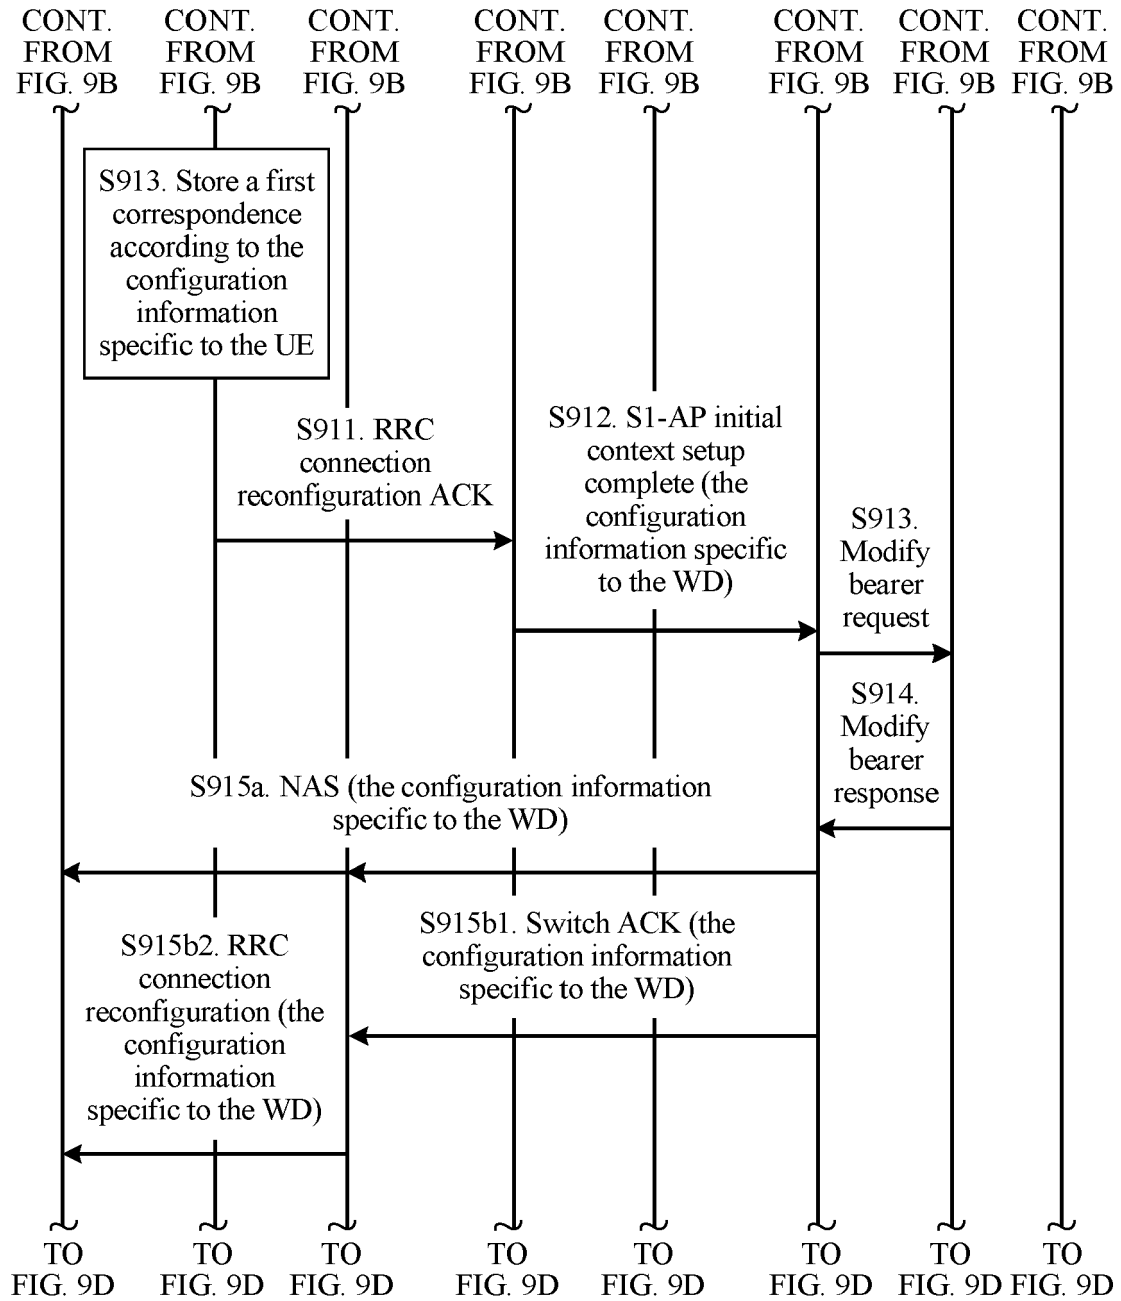 CONT. FROM FIG. 9B
CONT. FROM FIG. 9B
CONT. FROM FIG. 9B
CONT. FROM FIG. 9B
CONT. FROM FIG. 9B
CONT. FROM FIG. 9B
CONT. FROM FIG. 9B
CONT. FROM FIG. 9B
S913. Store a first
correspondence
according to the
configuration
information
specific to the UE
S911. RRC
connection
reconfiguration ACK
S912. S1-AP initial
context setup
complete (the
configuration
information specific
to the WD)
S913.
Modify
bearer
request
S914.
Modify
bearer
response
S915a. NAS (the configuration information
specific to the WD)
S915b1. Switch ACK (the
configuration information
specific to the WD)
S915b2. RRC
connection
reconfiguration (the
configuration
information
specific to the WD)
TO FIG. 9D
TO FIG. 9D
TO FIG. 9D
TO FIG. 9D
TO FIG. 9D
TO FIG. 9D
TO FIG. 9D
TO FIG. 9D